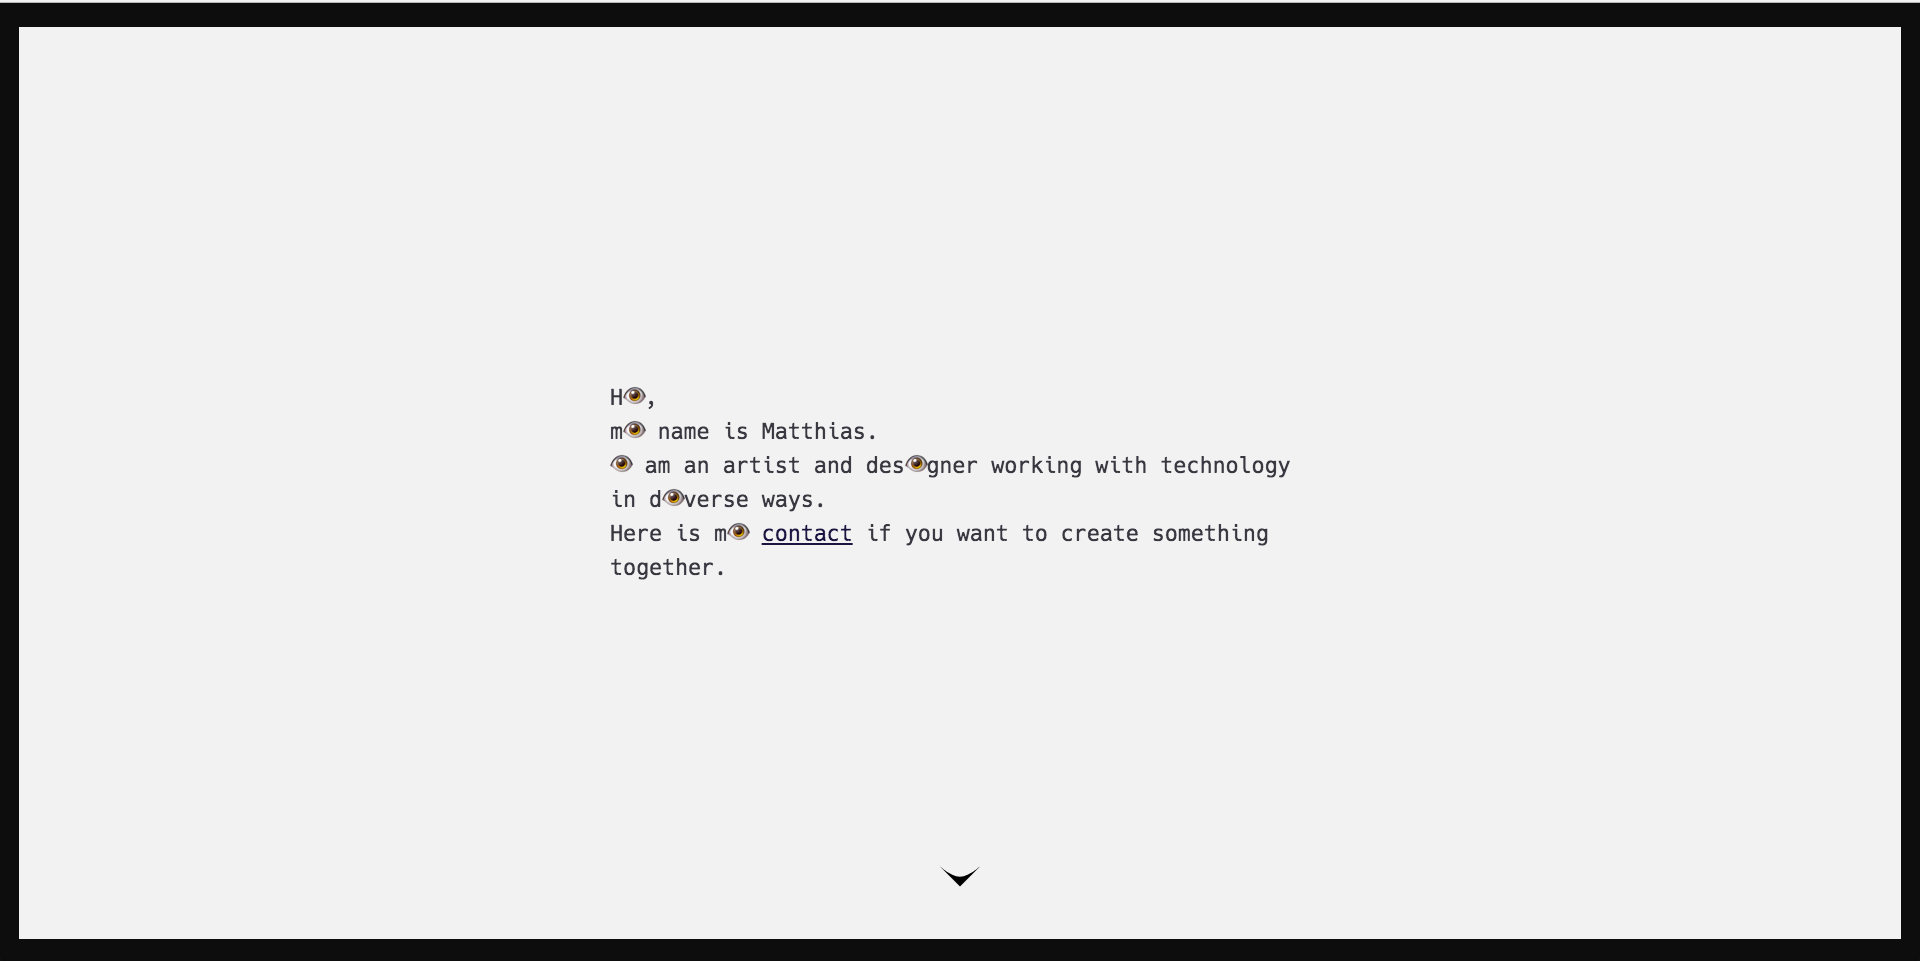 H👁,
m👁 name is Matthias.
👁 am an artist and des👁gner working with technology
in d👁verse ways.
Here is m👁 contact if you want to create something
together.